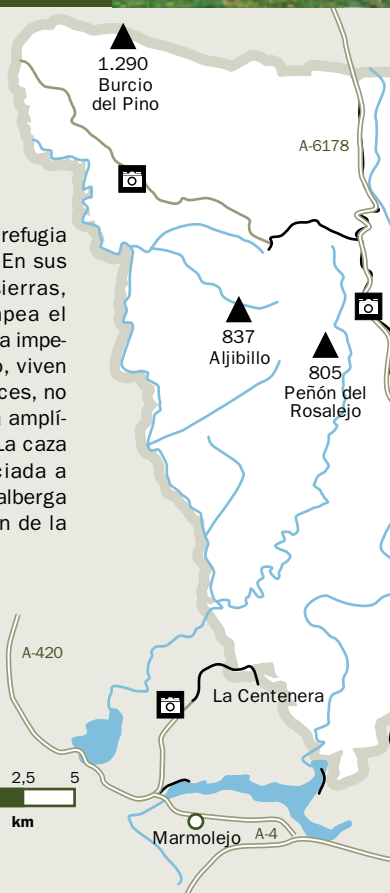 1.290
Burcio
del Pino
A-6178
refugia
En sus
sierras,
apea el
a impe-
o, viven
ces, no
amplí-
La caza
ciada a
alberga
n de la
837
Aljibillo
805
Peñón del
Rosalejo
A-420
La Centenera
2,5 5
km
Marmolejo
A-4